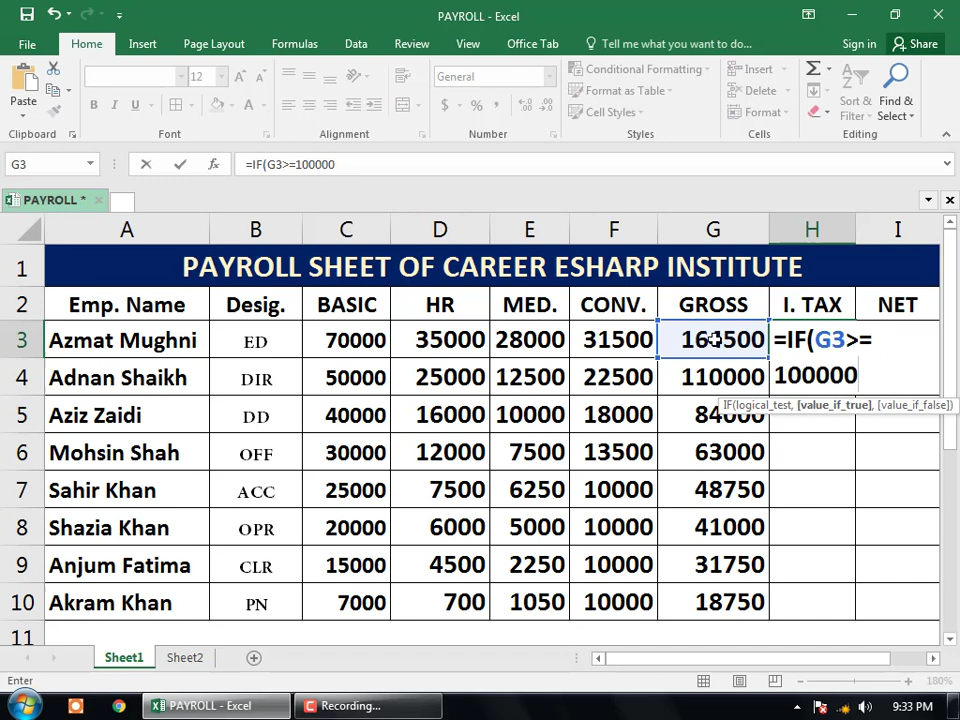 PAYROLL - Excel
File Home Insert Page Layout Formulas Data Review View Office Tab Tell me what you want to do... Sign in Share
12 General Conditional Formatting Insert
Paste Format as Table Delete Sort & Find &
B I U A $ % , Cell Styles Format Filter Select
Clipboard Font Alignment Number Styles Cells Editing
G3 fx =IF(G3>=100000
PAYROLL *
A B C D E F G H I
1 PAYROLL SHEET OF CAREER ESHARP INSTITUTE
2 Emp. Name Desig. BASIC HR MED. CONV. GROSS I. TAX NET
3 Azmat Mughni ED 70000 35000 28000 31500 =IF(G3>=
4 Adnan Shaikh DIR 50000 25000 12500 22500 110000 100000
IF(logical_test, [value_if_true], [value_if_false])
5 Aziz Zaidi DD 40000 16000 10000 18000 84000
6 Mohsin Shah OFF 30000 12000 7500 13500 63000
7 Sahir Khan ACC 25000 7500 6250 10000 48750
8 Shazia Khan OPR 20000 6000 5000 10000 41000
9 Anjum Fatima CLR 15000 4500 2250 10000 31750
10 Akram Khan PN 7000 700 1050 10000 18750
11
Sheet1 Sheet2
Enter 180%
PAYROLL - Excel Recording... 9:33 PM